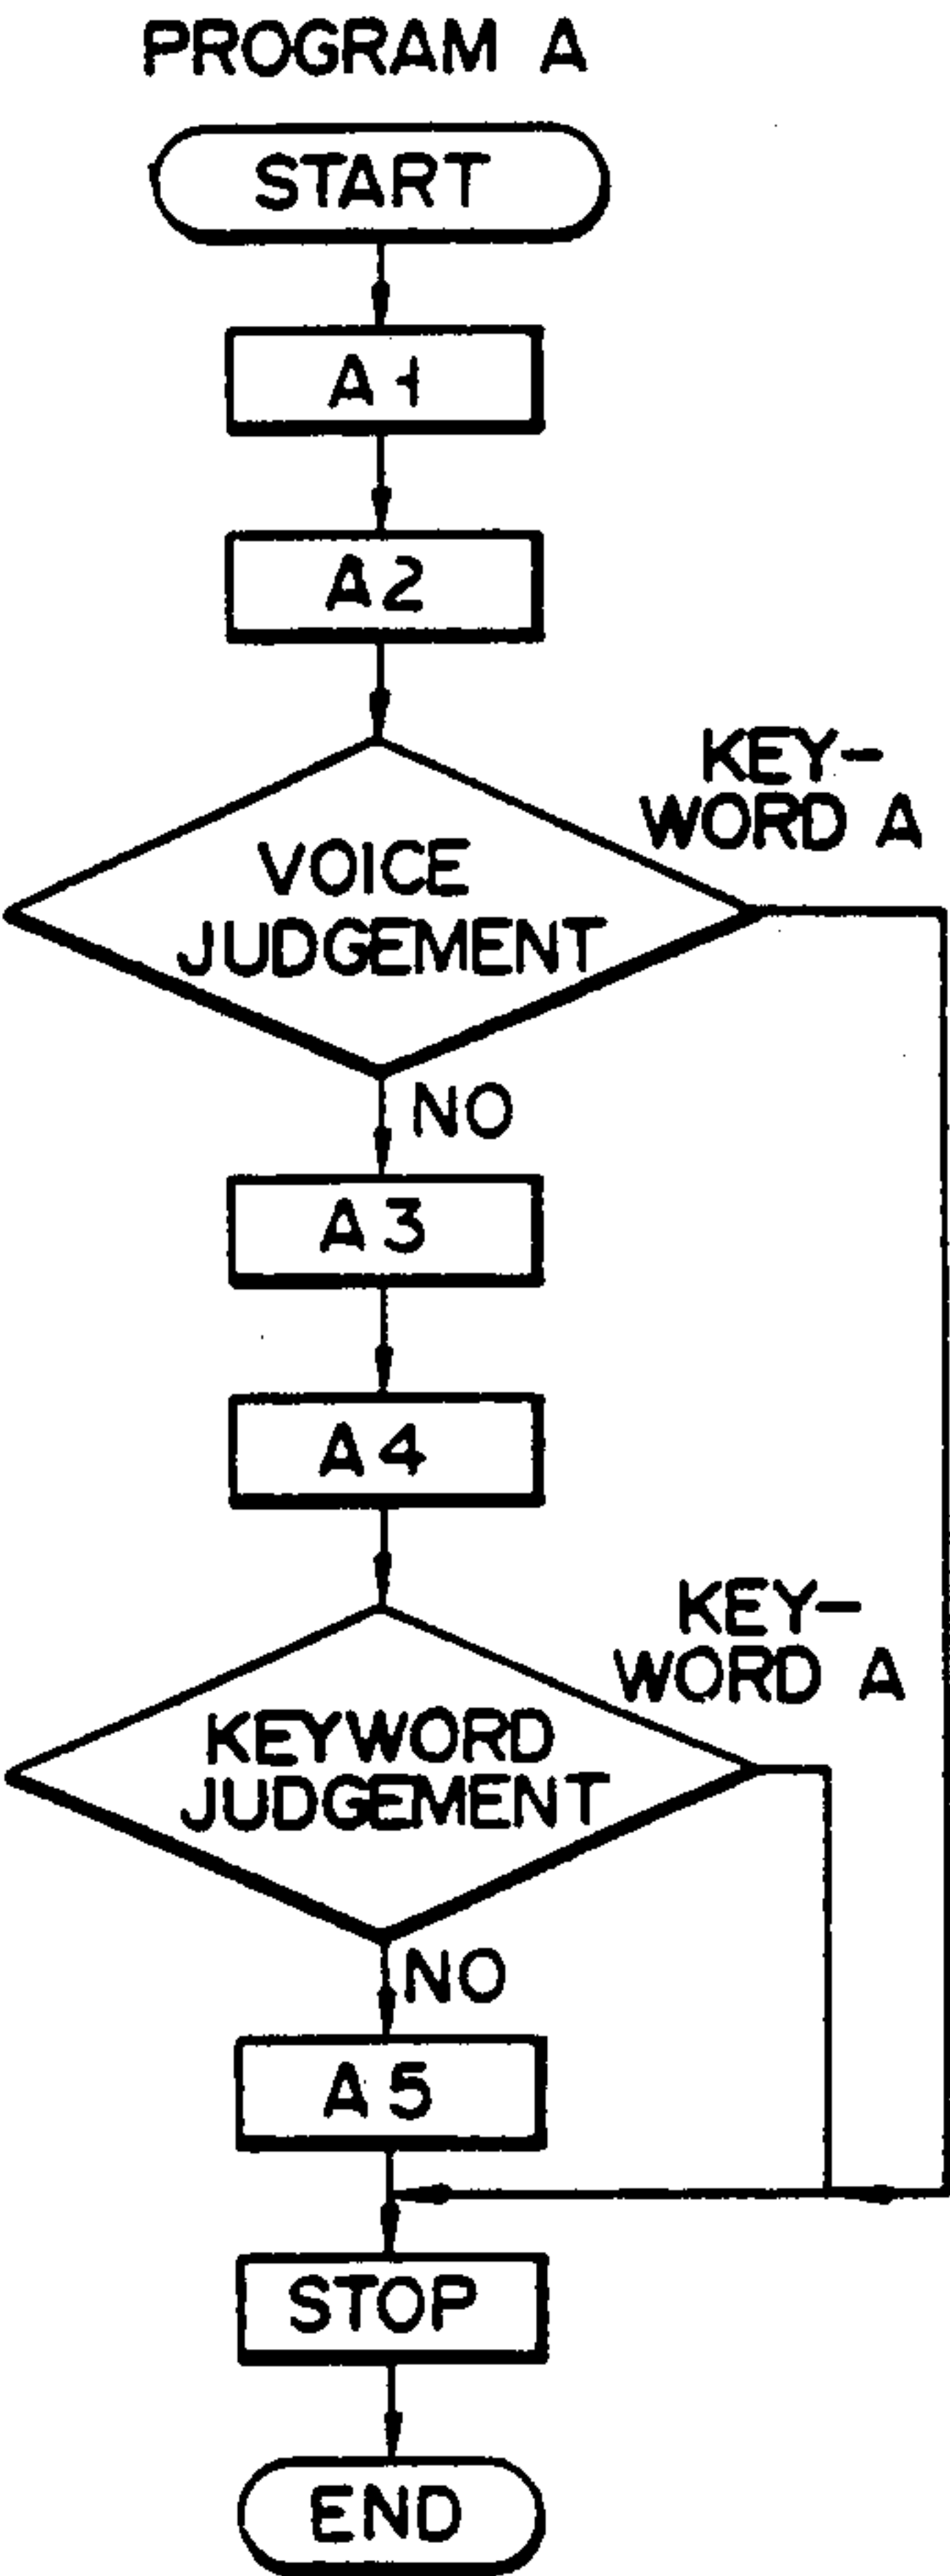 PROGRAM A
START
A1
A2
KEY-
WORD A
VOICE
JUDGEMENT
NO
A3
A4
KEY-
WORD A
KEYWORD
JUDGEMENT
NO
A5
STOP
END